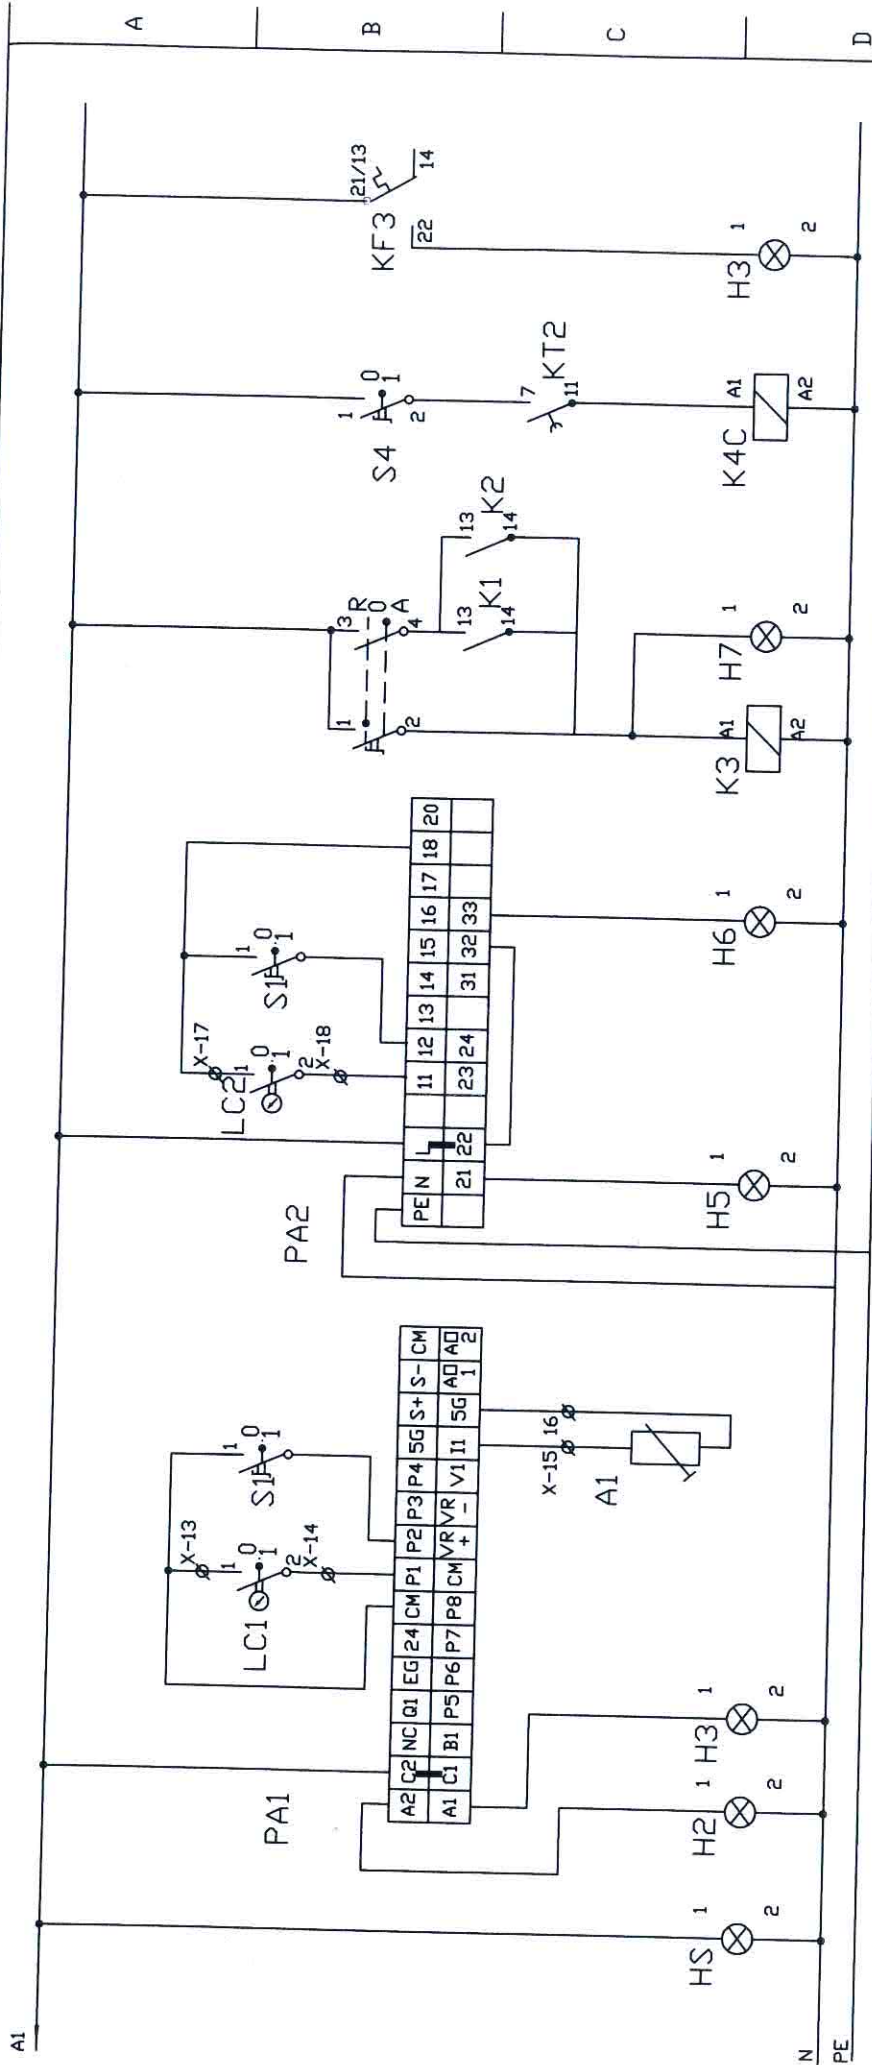 A
B
C
D
A1
N
PE
HS
1
2
PA1
A2 C2 NC Q1 EG 24 CM P1 P2 P3 P4 5G S+ S- CM
A1 C1 B1 P5 P6 P7 P8 CM VR+ VR- V1 I1 5G A□1 A□2
H2
1
2
H3
1
2
LC1
X-13
1
0
1
2
X-14
S1
1
0
1
X-15
16
A1
PA2
PE N L 11 12 13 14 15 16 17 18 20
21 22 23 24 31 32 33
H5
1
2
LC2
X-17
1
0
1
2
X-18
S1
1
0
1
H6
1
2
1
2
3
R
0
A
4
13
K1
14
13
K2
14
K3
A1
A2
H7
1
2
S4
1
0
1
2
7
KT2
11
K4C
A1
A2
KF3
21/13
14
22
H3
1
2